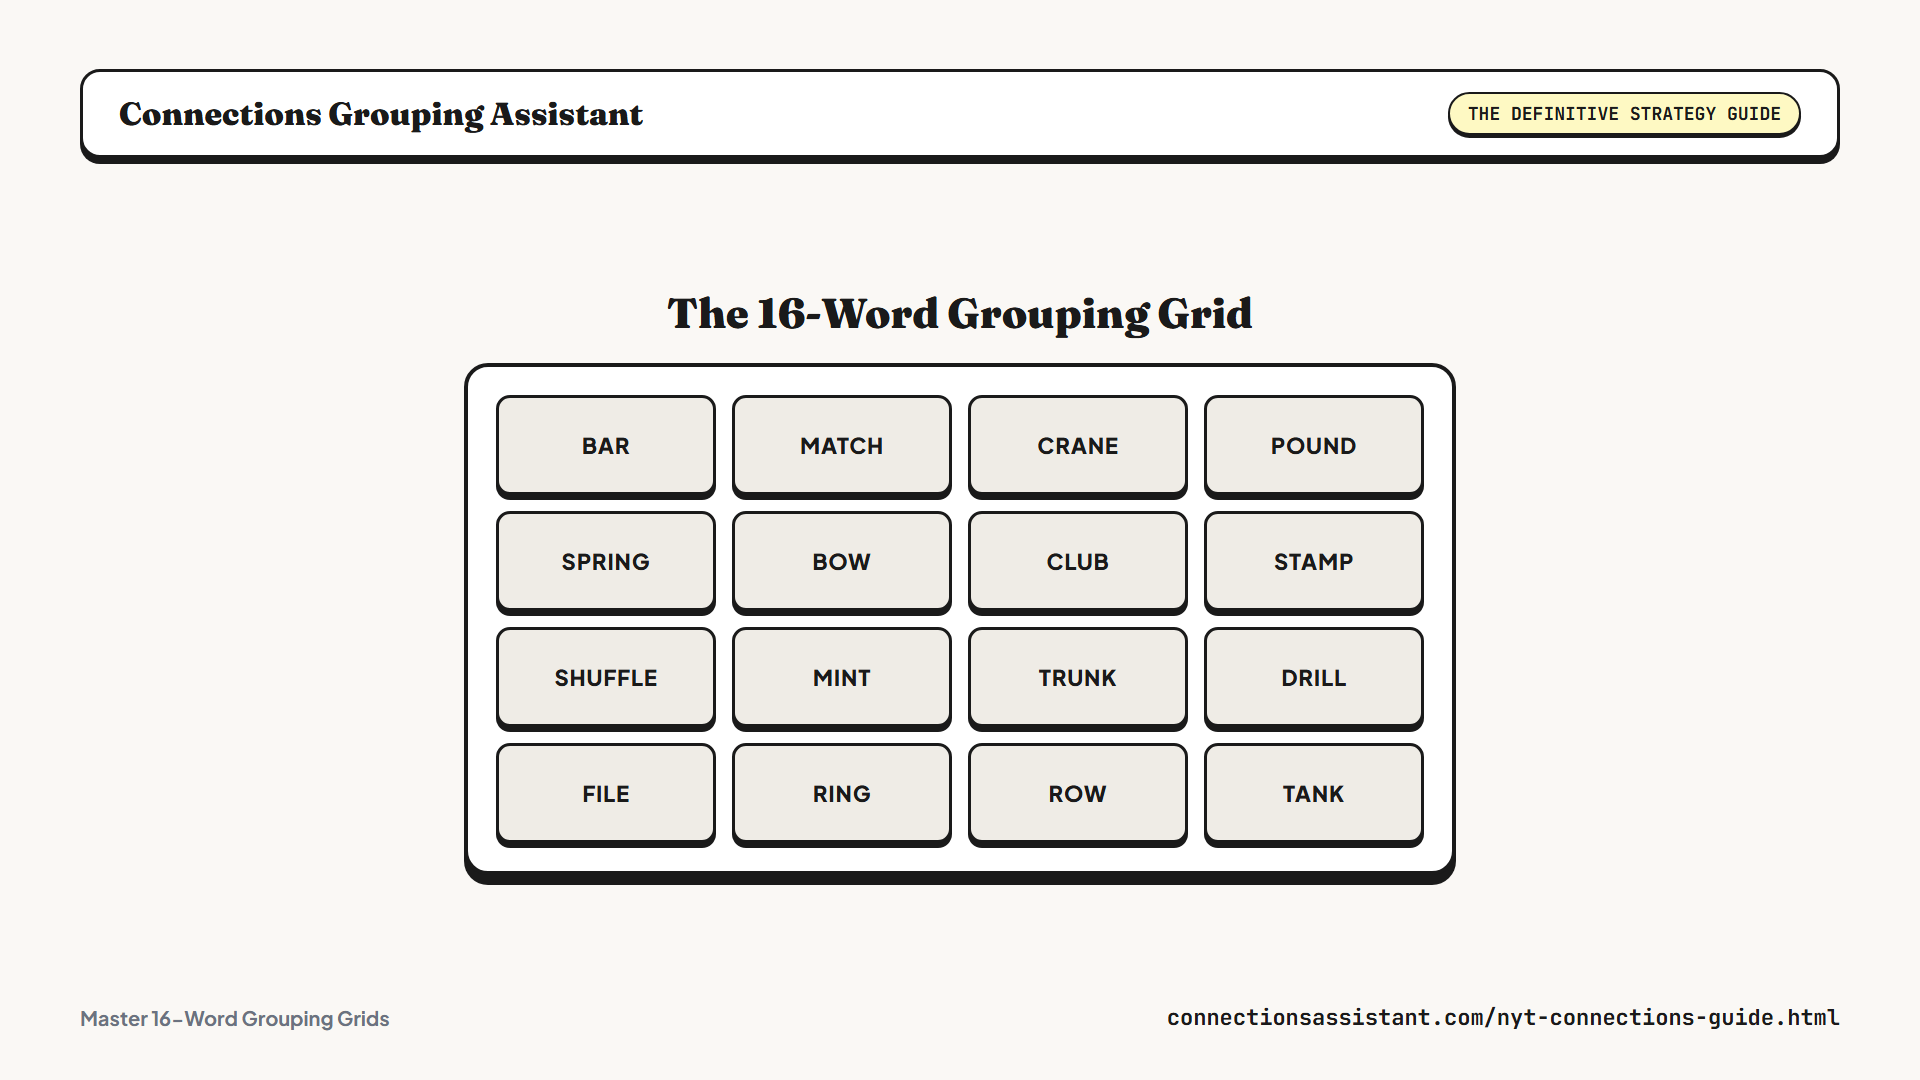 Connections Grouping Assistant
THE DEFINITIVE STRATEGY GUIDE
The 16-Word Grouping Grid
BAR
MATCH
CRANE
POUND
SPRING
BOW
CLUB
STAMP
SHUFFLE
MINT
TRUNK
DRILL
FILE
RING
ROW
TANK
Master 16-Word Grouping Grids
connectionsassistant.com/nyt-connections-guide.html